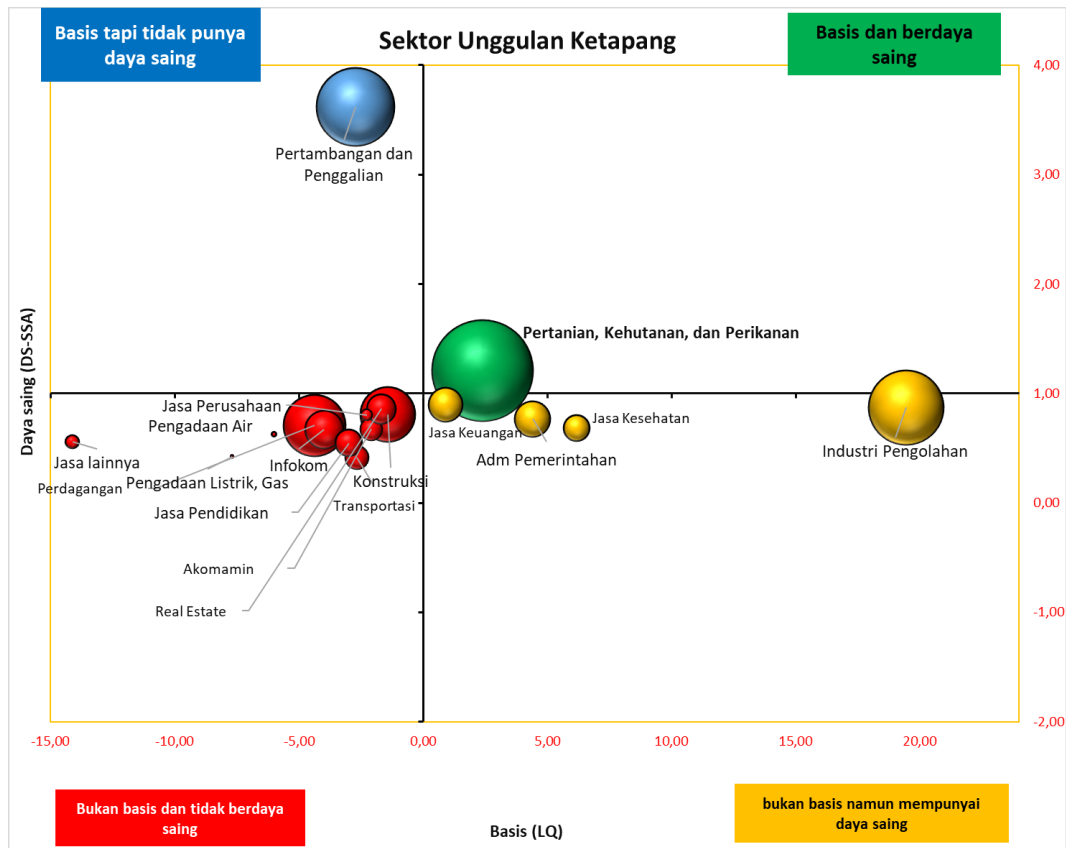 Basis tapi tidak punya
daya saing
Sektor Unggulan Ketapang
Basis dan berdaya
saing
4,00
3,00
2,00
1,00
0,00
-1,00
-2,00
Pertambangan dan
Penggalian
Pertanian, Kehutanan, dan Perikanan
Daya saing (DS-SSA)
Jasa Perusahaan
Pengadaan Air
Jasa lainnya
Perdagangan
Pengadaan Listrik, Gas
Infokom
Konstruksi
Transportasi
Jasa Pendidikan
Akomamin
Real Estate
Jasa Keuangan
Adm Pemerintahan
Jasa Kesehatan
Industri Pengolahan
-15,00
-10,00
-5,00
0,00
5,00
10,00
15,00
20,00
Bukan basis dan tidak berdaya
saing
Basis (LQ)
bukan basis namun mempunyai
daya saing